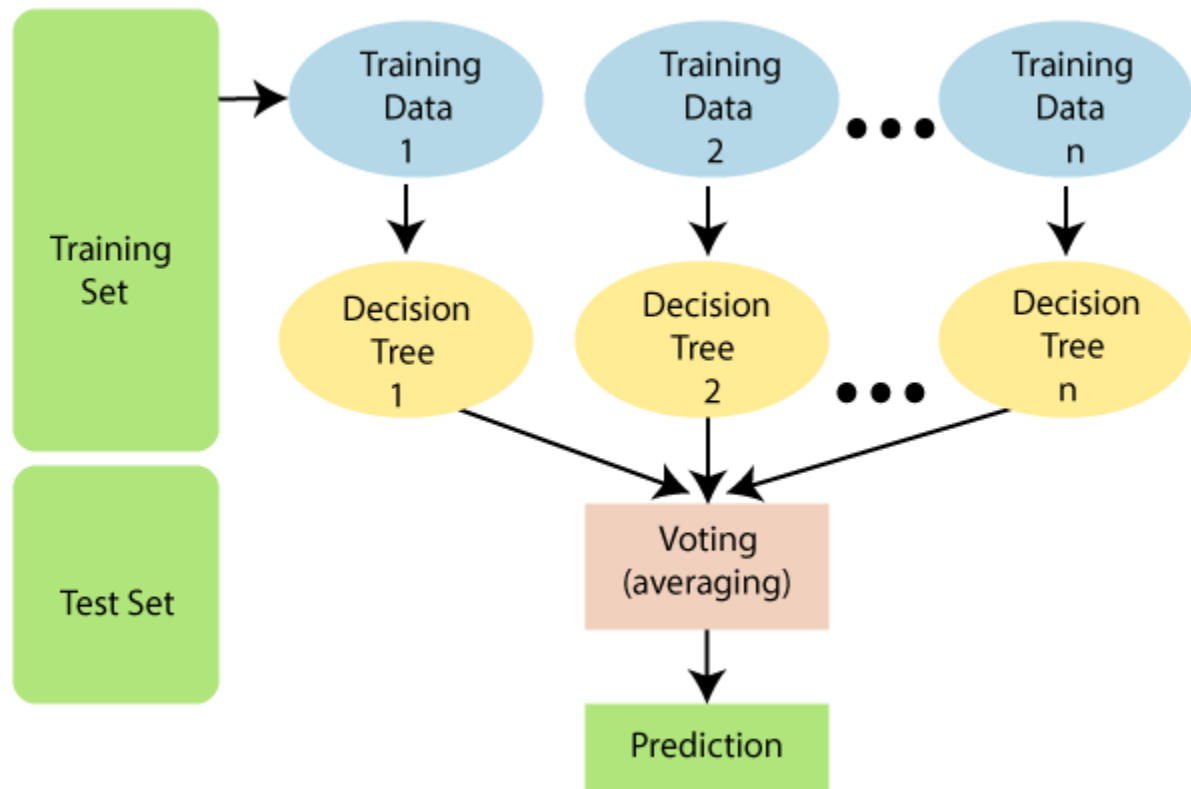 Training
Set
Test Set
Training
Data
1
Training
Data
2
Training
Data
n
Decision
Tree
1
Decision
Tree
2
Decision
Tree
n
Voting
(averaging)
Prediction